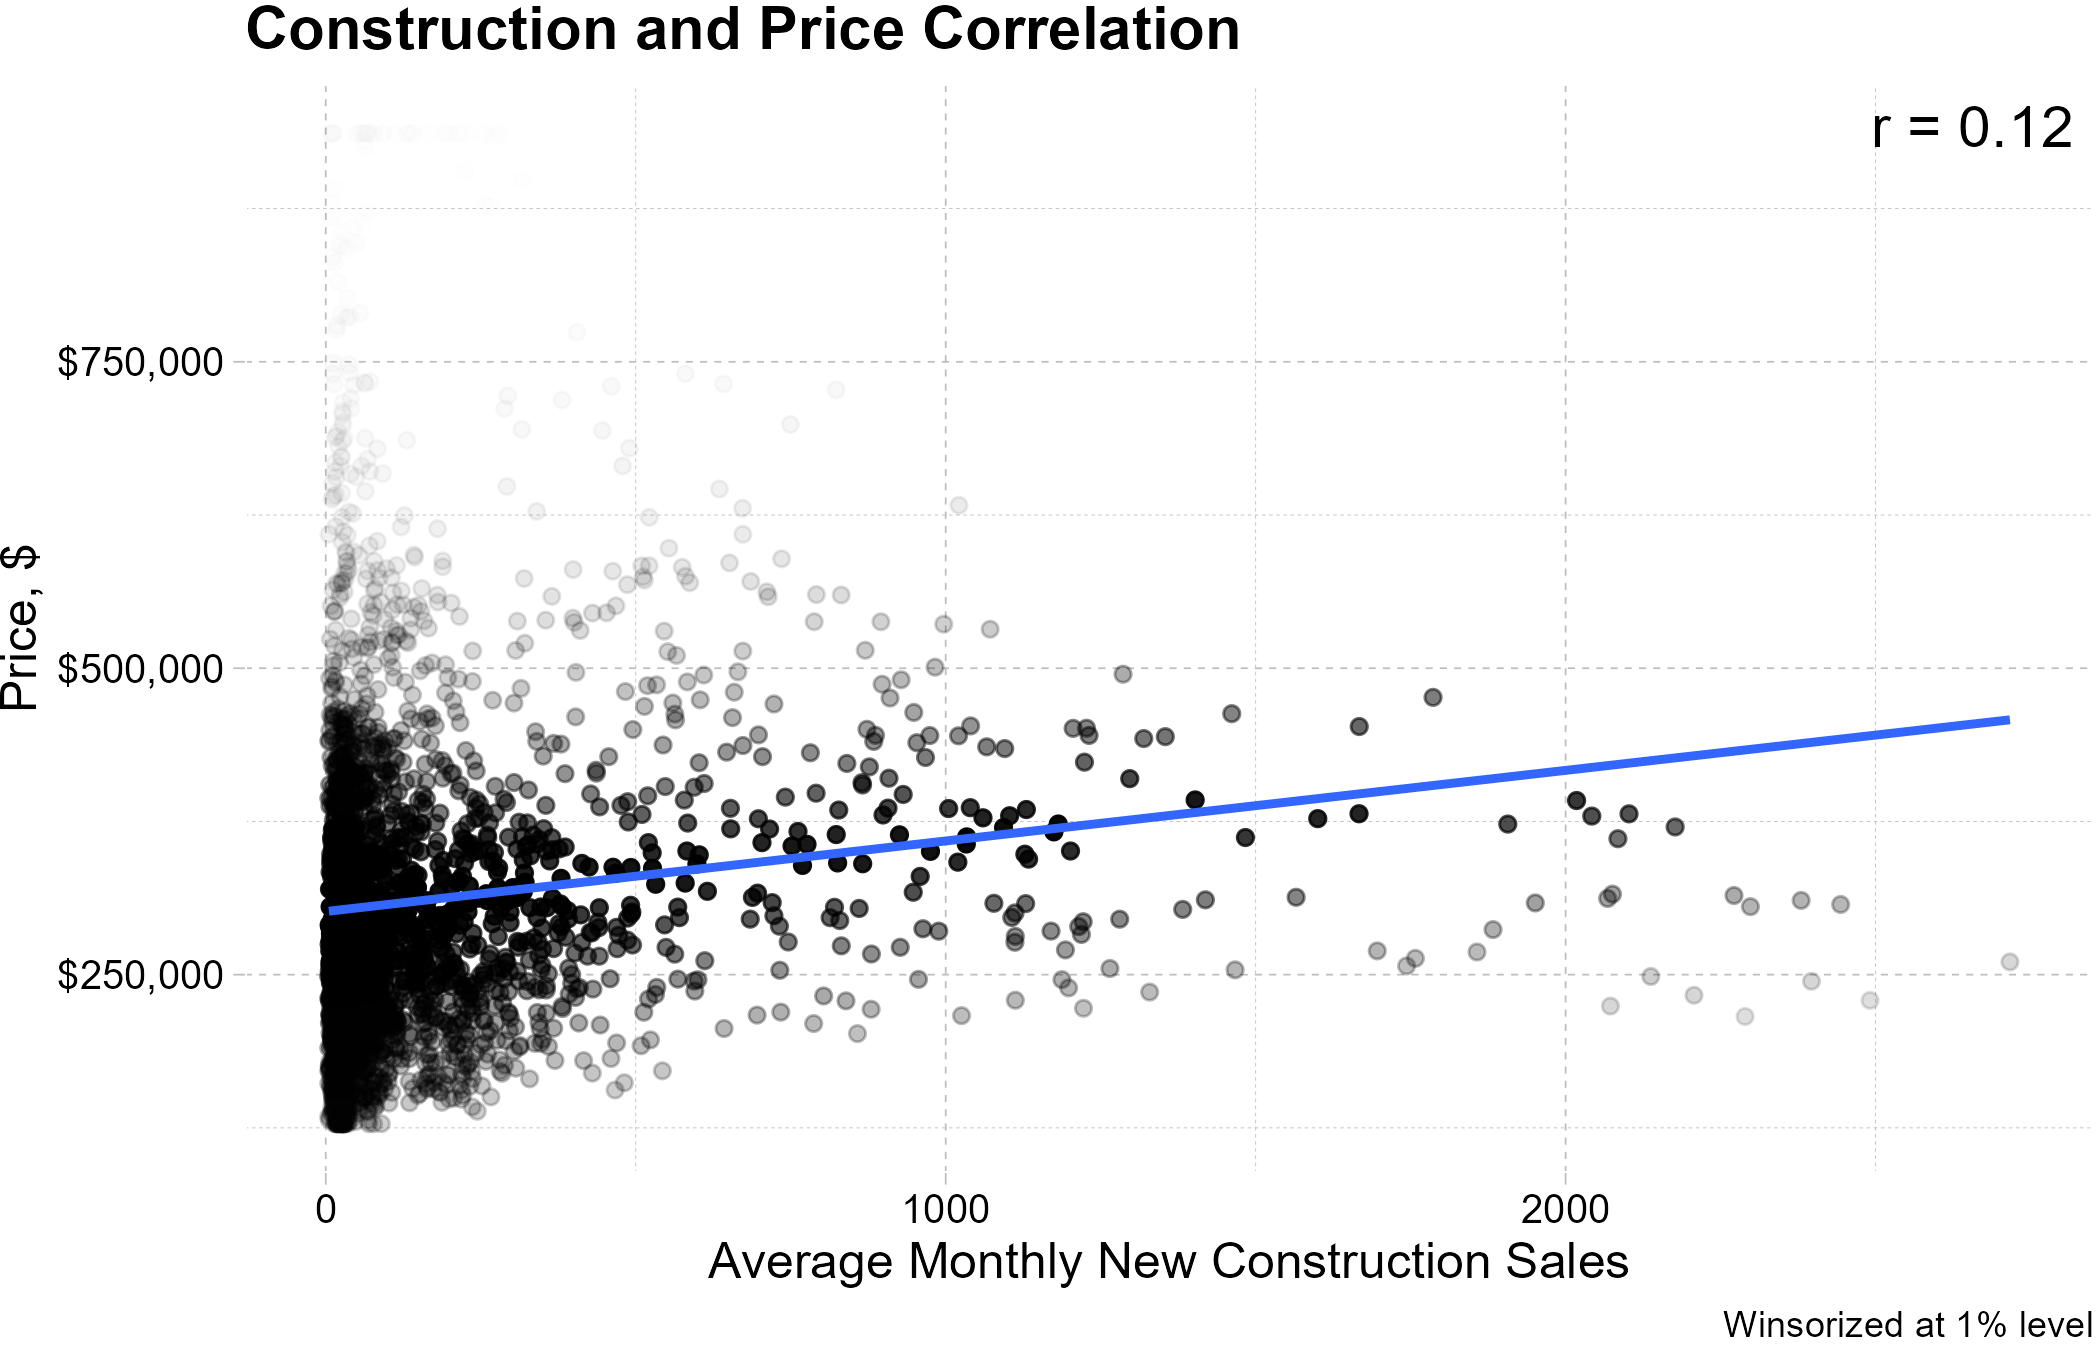 Construction and Price Correlation
r = 0.12
Price, $
$750,000
$500,000
$250,000
0
1000
2000
Average Monthly New Construction Sales
Winsorized at 1% level